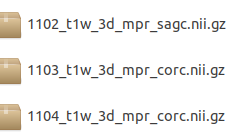 1102_t1w_3d_mpr_sagc.nii.gz
1103_t1w_3d_mpr_corc.nii.gz
1104_t1w_3d_mpr_corc.nii.gz